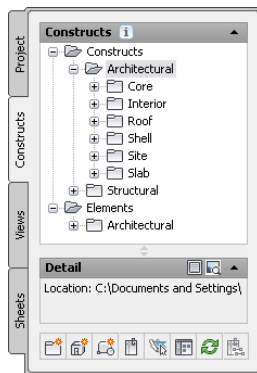 Project
Constructs
Views
Sheets
Constructs i
Constructs
Architectural
Core
Interior
Roof
Shell
Site
Slab
Structural
Elements
Architectural
Detail
Location: C:\Documents and Settings\